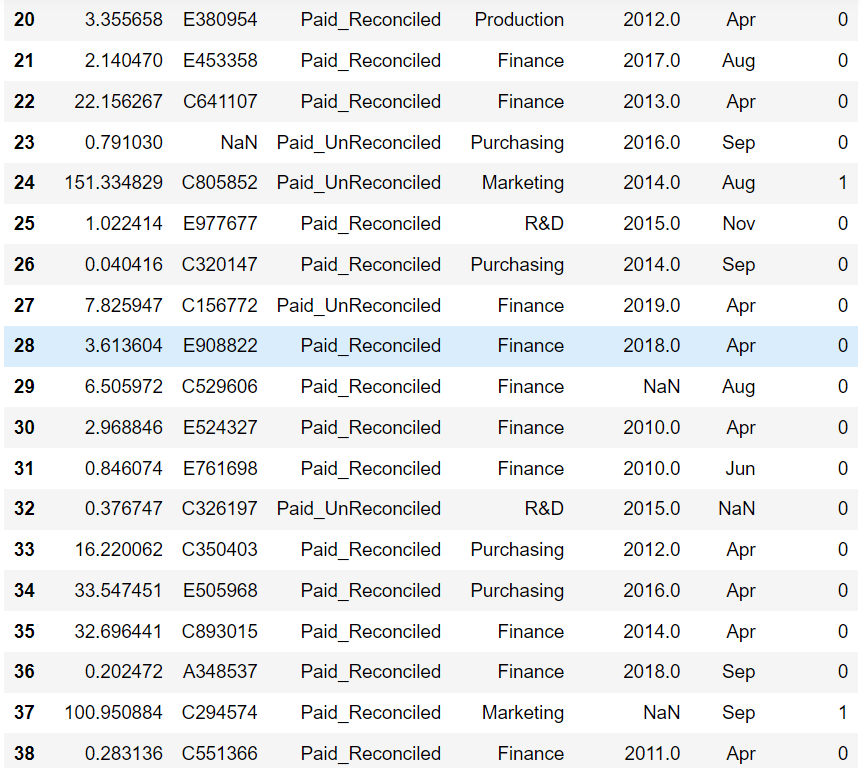 20 3.355658 E380954 Paid_Reconciled Production 2012.0 Apr 0
21 2.140470 E453358 Paid_Reconciled Finance 2017.0 Aug 0
22 22.156267 C641107 Paid_Reconciled Finance 2013.0 Apr 0
23 0.791030 NaN Paid_UnReconciled Purchasing 2016.0 Sep 0
24 151.334829 C805852 Paid_UnReconciled Marketing 2014.0 Aug 1
25 1.022414 E977677 Paid_Reconciled R&D 2015.0 Nov 0
26 0.040416 C320147 Paid_Reconciled Purchasing 2014.0 Sep 0
27 7.825947 C156772 Paid_UnReconciled Finance 2019.0 Apr 0
28 3.613604 E908822 Paid_Reconciled Finance 2018.0 Apr 0
29 6.505972 C529606 Paid_Reconciled Finance NaN Aug 0
30 2.968846 E524327 Paid_Reconciled Finance 2010.0 Apr 0
31 0.846074 E761698 Paid_Reconciled Finance 2010.0 Jun 0
32 0.376747 C326197 Paid_UnReconciled R&D 2015.0 NaN 0
33 16.220062 C350403 Paid_Reconciled Purchasing 2012.0 Apr 0
34 33.547451 E505968 Paid_Reconciled Purchasing 2016.0 Apr 0
35 32.696441 C893015 Paid_Reconciled Finance 2014.0 Apr 0
36 0.202472 A348537 Paid_Reconciled Finance 2018.0 Sep 0
37 100.950884 C294574 Paid_Reconciled Marketing NaN Sep 1
38 0.283136 C551366 Paid_Reconciled Finance 2011.0 Apr 0